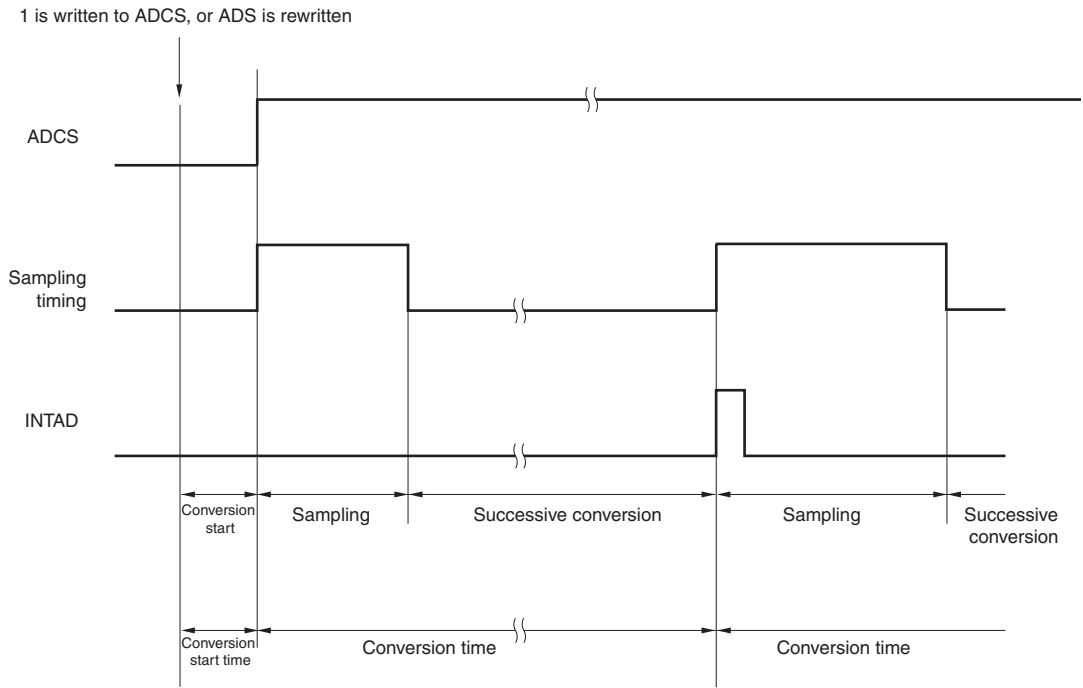 1 is written to ADCS, or ADS is rewritten
ADCS
Sampling
timing
INTAD
Conversion
start
Sampling
Successive conversion
Sampling
Successive
conversion
Conversion
start time
Conversion time
Conversion time